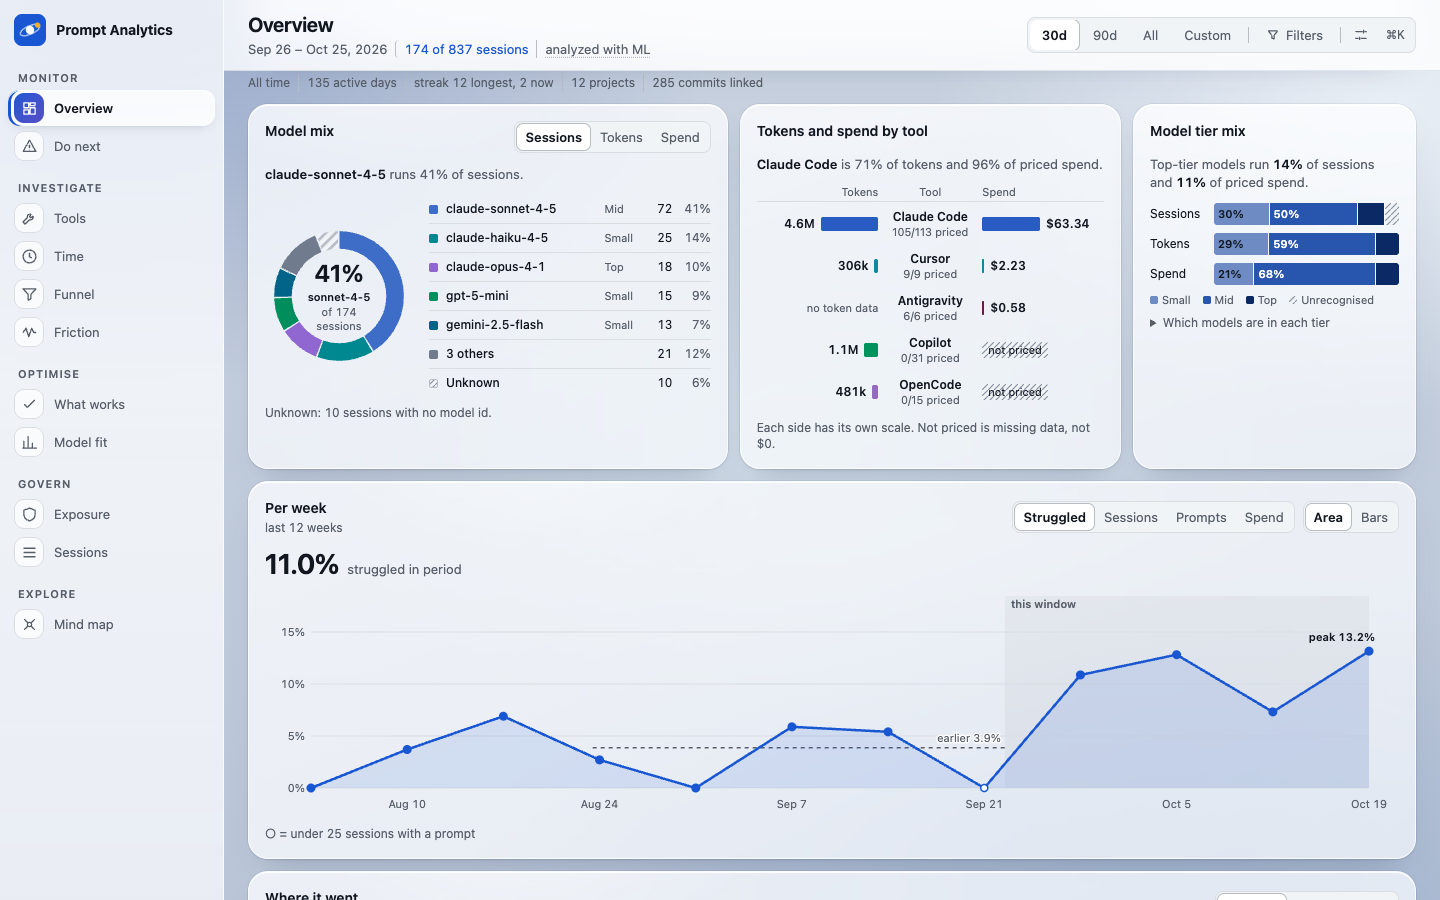 Prompt Analytics
MONITOR
Overview
Do next
INVESTIGATE
Tools
Time
Funnel
Friction
OPTIMISE
What works
Model fit
GOVERN
Exposure
Sessions
EXPLORE
Mind map
Overview
Sep 26 – Oct 25, 2026 174 of 837 sessions analyzed with ML
30d 90d All Custom Filters ⌘K
All time 135 active days streak 12 longest, 2 now 12 projects 285 commits linked
Model mix
Sessions Tokens Spend
claude-sonnet-4-5 runs 41% of sessions.
41%
sonnet-4-5
of 174
sessions
claude-sonnet-4-5 Mid 72 41%
claude-haiku-4-5 Small 25 14%
claude-opus-4-1 Top 18 10%
gpt-5-mini Small 15 9%
gemini-2.5-flash Small 13 7%
3 others 21 12%
Unknown 10 6%
Unknown: 10 sessions with no model id.
Tokens and spend by tool
Claude Code is 71% of tokens and 96% of priced spend.
Tokens Tool Spend
4.6M Claude Code $63.34
105/113 priced
306k Cursor $2.23
9/9 priced
no token data Antigravity $0.58
6/6 priced
1.1M Copilot not priced
0/31 priced
481k OpenCode not priced
0/15 priced
Each side has its own scale. Not priced is missing data, not
$0.
Model tier mix
Top-tier models run 14% of sessions
and 11% of priced spend.
Sessions 30% 50%
Tokens 29% 59%
Spend 21% 68%
Small Mid Top Unrecognised
Which models are in each tier
Per week
last 12 weeks
Struggled Sessions Prompts Spend Area Bars
11.0% struggled in period
this window
peak 13.2%
15%
10%
5%
earlier 3.9%
0%
Aug 10 Aug 24 Sep 7 Sep 21 Oct 5 Oct 19
= under 25 sessions with a prompt
Where it went